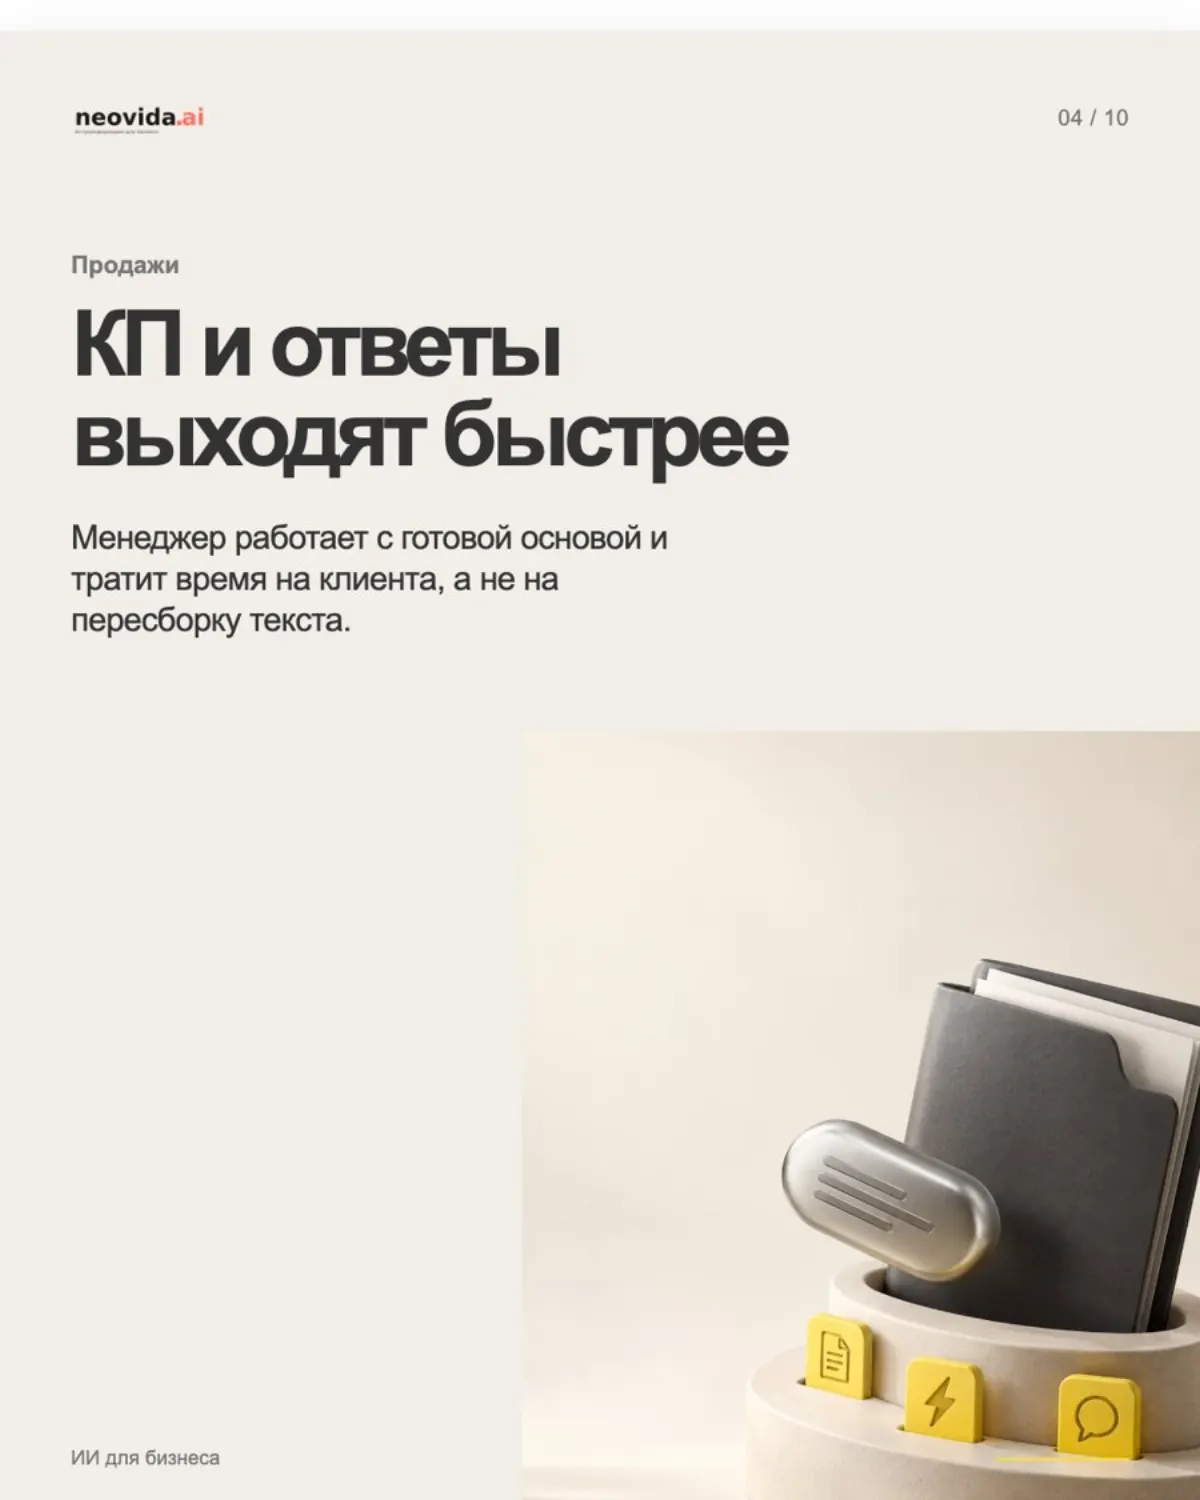 neovida.ai
04 / 10
Продажи
КП и ответы
выходят быстрее
Менеджер работает с готовой основой и
тратит время на клиента, а не на
пересборку текста.
ИИ для бизнеса